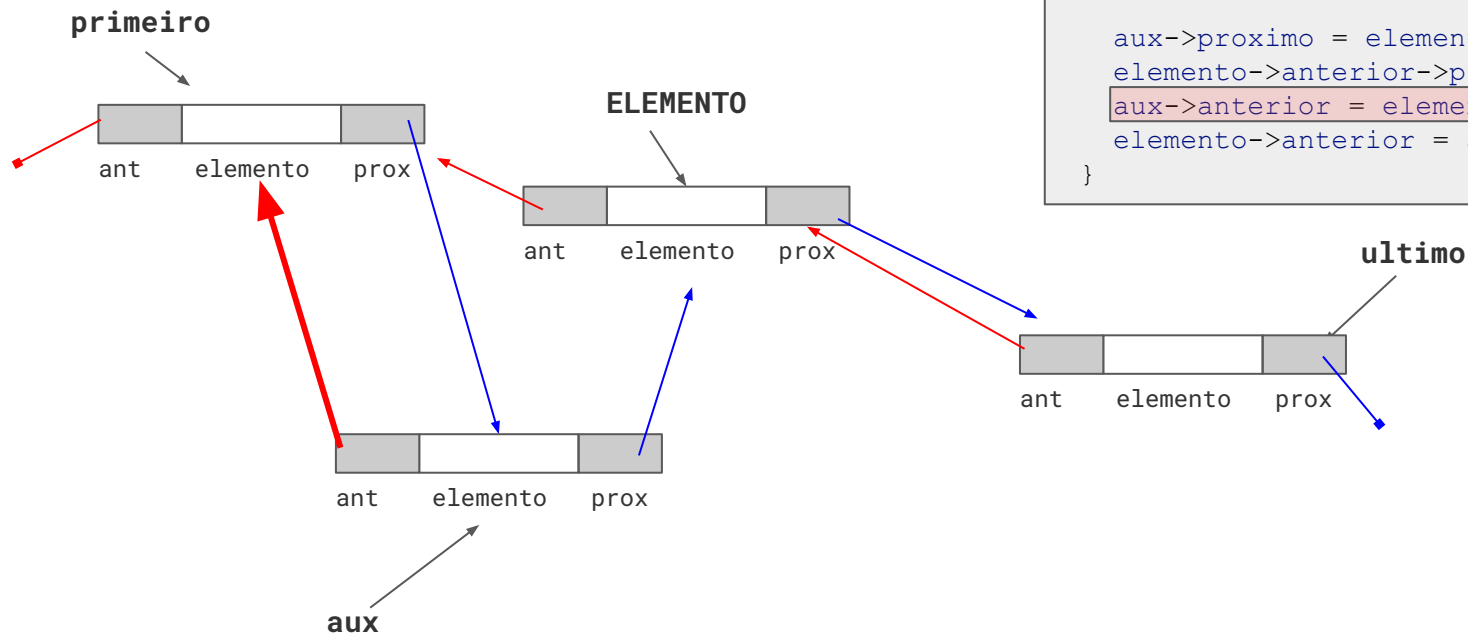 primeiro
ant elemento prox
ELEMENTO
ant elemento prox
aux->proximo = elemen
elemento->anterior->p
aux->anterior = eleme
elemento->anterior =
}
ultimo
ant elemento prox
ant elemento prox
aux